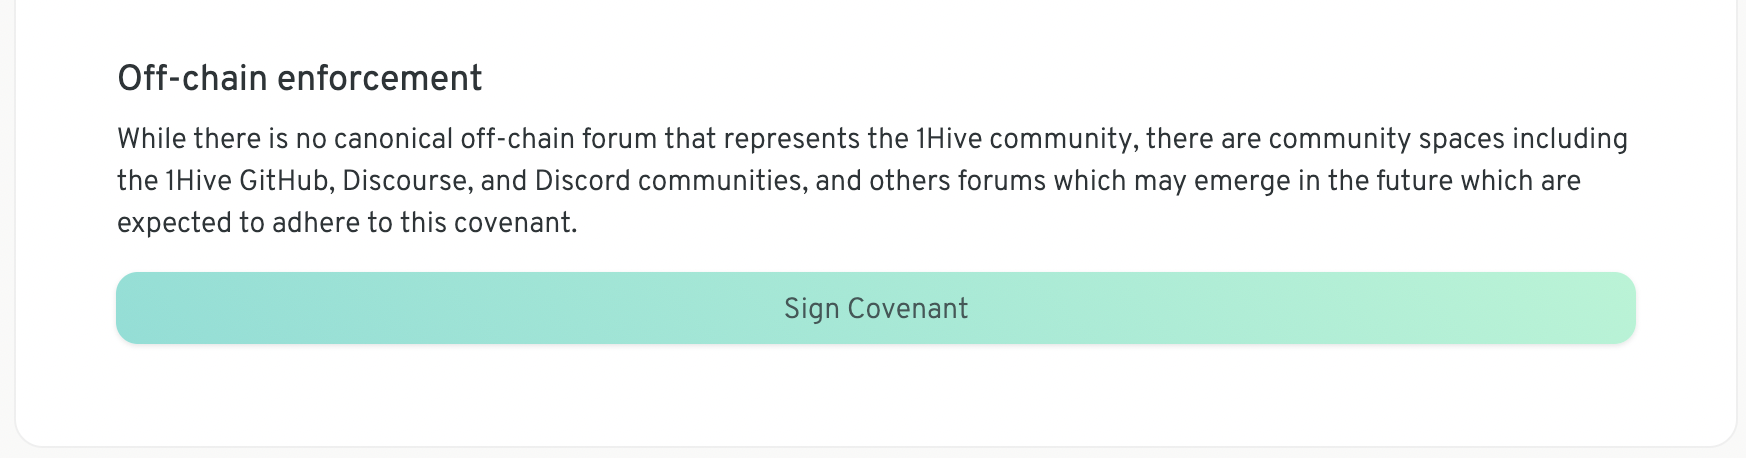 Off-chain enforcement
While there is no canonical off-chain forum that represents the 1Hive community, there are community spaces including
the 1Hive GitHub, Discourse, and Discord communities, and others forums which may emerge in the future which are
expected to adhere to this covenant.
Sign Covenant